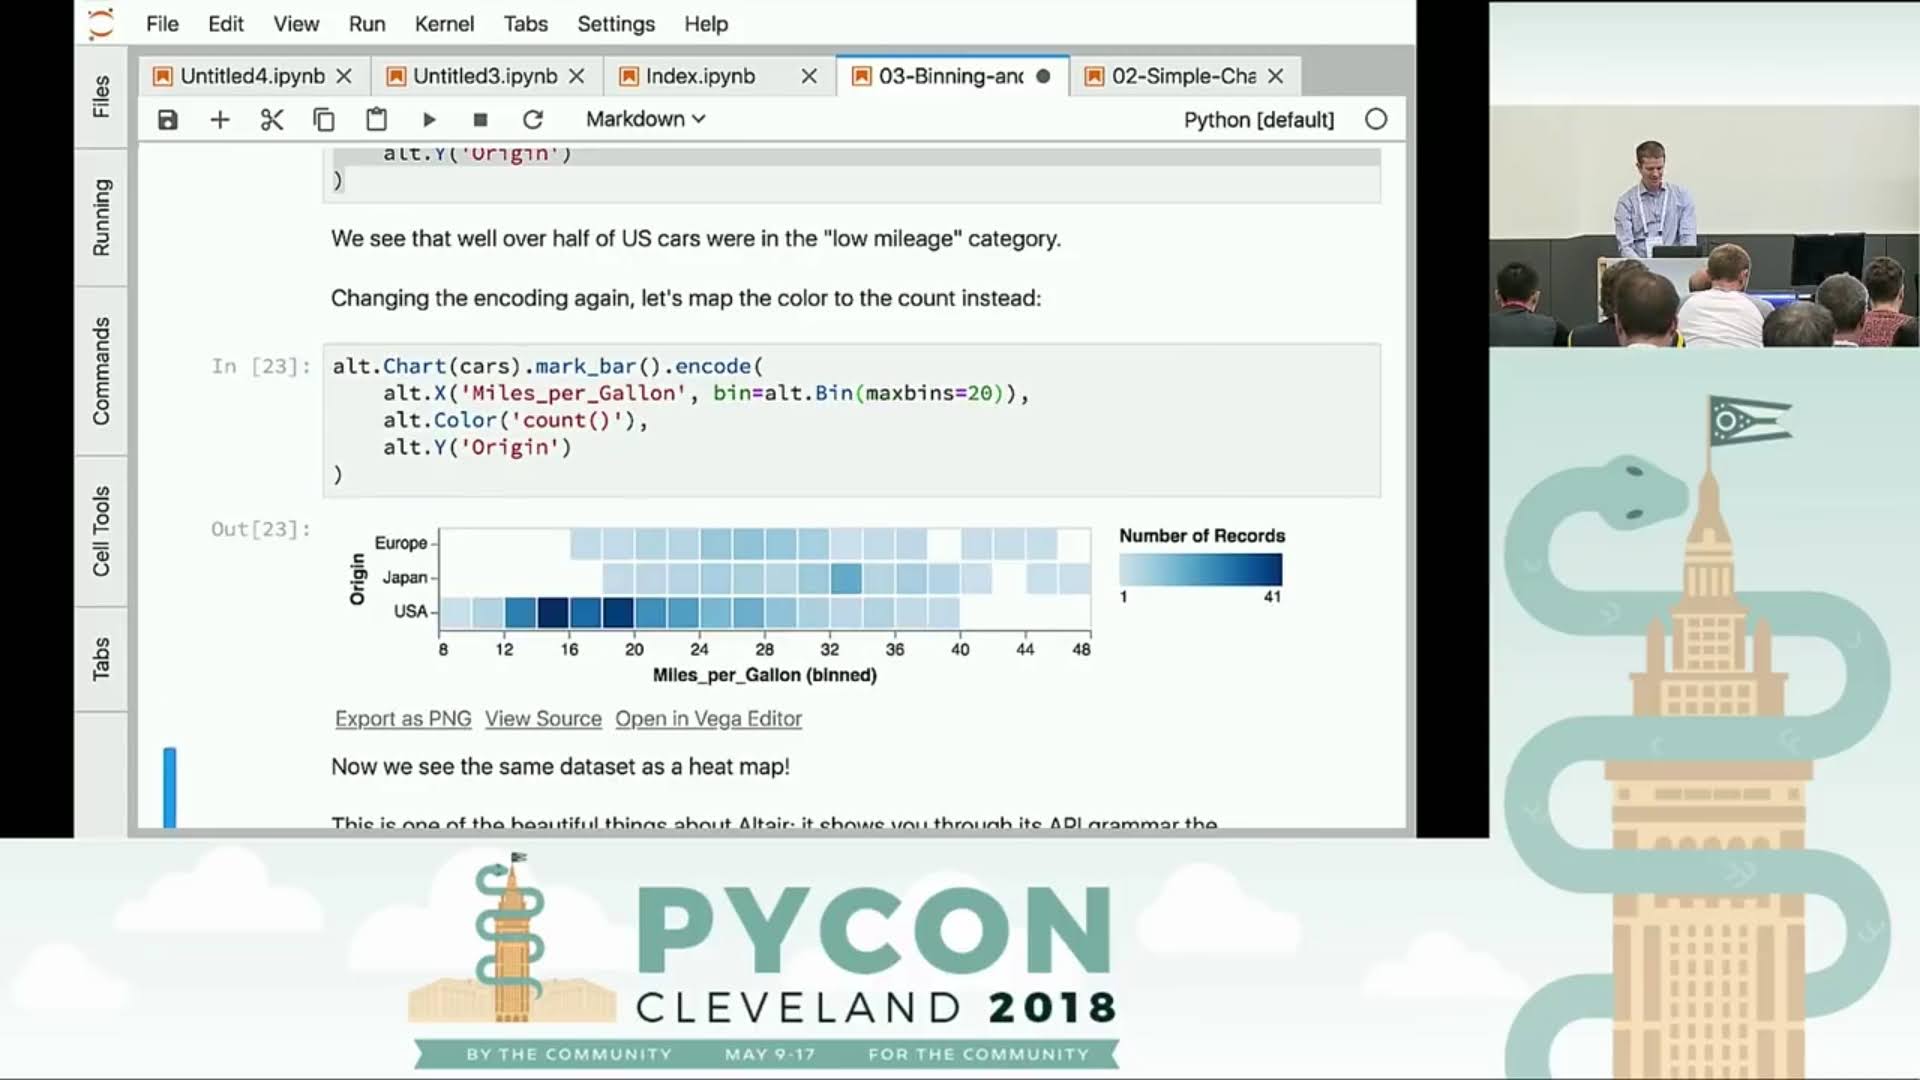 File Edit View Run Kernel Tabs Settings Help
Untitled4.ipynb Untitled3.ipynb Index.ipynb 03-Binning-anc 02-Simple-Cha
Markdown Python [default]
Files
Running
Commands
Cell Tools
Tabs
alt.Y('Origin')
)
We see that well over half of US cars were in the "low mileage" category.
Changing the encoding again, let's map the color to the count instead:
In [23]:
alt.Chart(cars).mark_bar().encode(
alt.X('Miles_per_Gallon', bin=alt.Bin(maxbins=20)),
alt.Color('count()'),
alt.Y('Origin')
)
Out[23]:
Origin
Europe
Japan
USA
8 12 16 20 24 28 32 36 40 44 48
Miles_per_Gallon (binned)
Number of Records
1 41
Export as PNG View Source Open in Vega Editor
Now we see the same dataset as a heat map!
This is one of the beautiful things about Altair: it shows you through its API grammar the
PYCON
CLEVELAND 2018
BY THE COMMUNITY MAY 9-17 FOR THE COMMUNITY